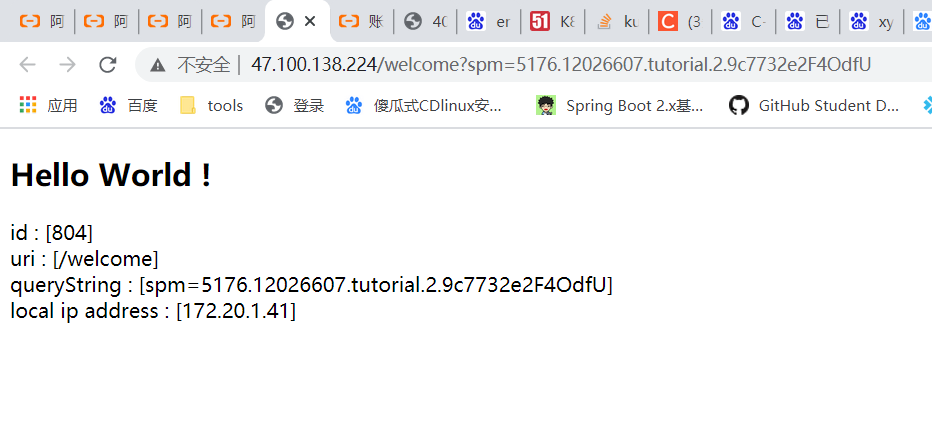 阿
阿
阿
阿
账
40
er
51 K8
ku
C (3
C-
已
xy
不安全 | 47.100.138.224/welcome?spm=5176.12026607.tutorial.2.9c7732e2F4OdfU
应用 百度 tools 登录 傻瓜式CDlinux安... Spring Boot 2.x基... GitHub Student D...
Hello World !
id : [804]
uri : [/welcome]
queryString : [spm=5176.12026607.tutorial.2.9c7732e2F4OdfU]
local ip address : [172.20.1.41]